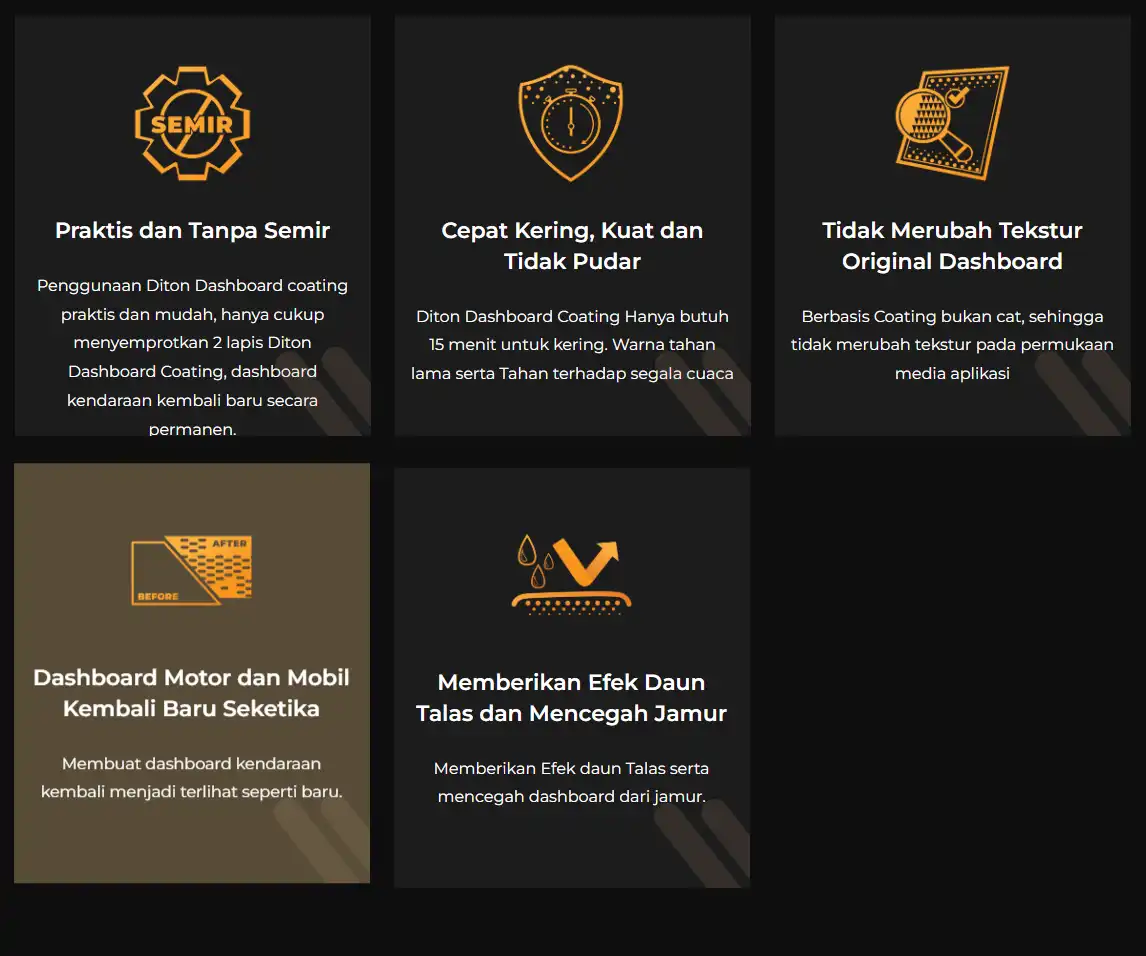 SEMIR
Praktis dan Tanpa Semir
Penggunaan Diton Dashboard coating
praktis dan mudah, hanya cukup
menyemprotkan 2 lapis Diton
Dashboard Coating, dashboard
kendaraan kembali baru secara
permanen.
Cepat Kering, Kuat dan
Tidak Pudar
Diton Dashboard Coating Hanya butuh
15 menit untuk kering. Warna tahan
lama serta Tahan terhadap segala cuaca
Tidak Merubah Tekstur
Original Dashboard
Berbasis Coating bukan cat, sehingga
tidak merubah tekstur pada permukaan
media aplikasi
AFTER
BEFORE
Dashboard Motor dan Mobil
Kembali Baru Seketika
Membuat dashboard kendaraan
kembali menjadi terlihat seperti baru.
Memberikan Efek Daun
Talas dan Mencegah Jamur
Memberikan Efek daun Talas serta
mencegah dashboard dari jamur.